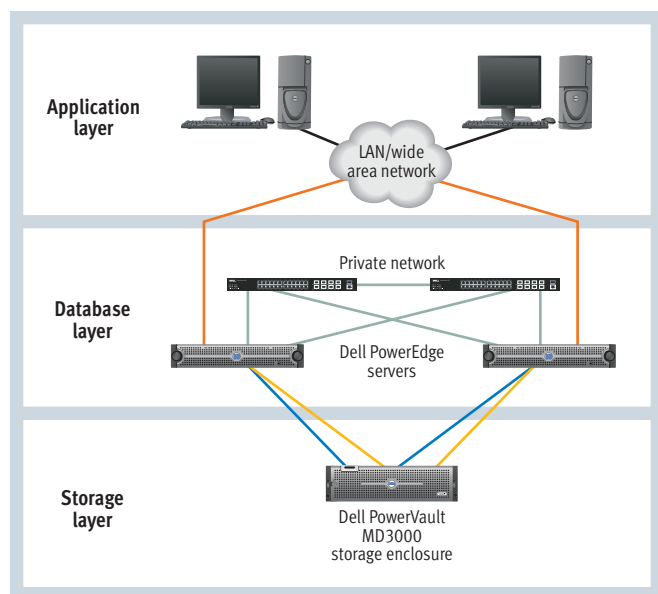 Application
layer
LAN/wide
area network
Private network
Database
layer
Dell PowerEdge
servers
Storage
layer
Dell PowerVault
MD3000
storage enclosure